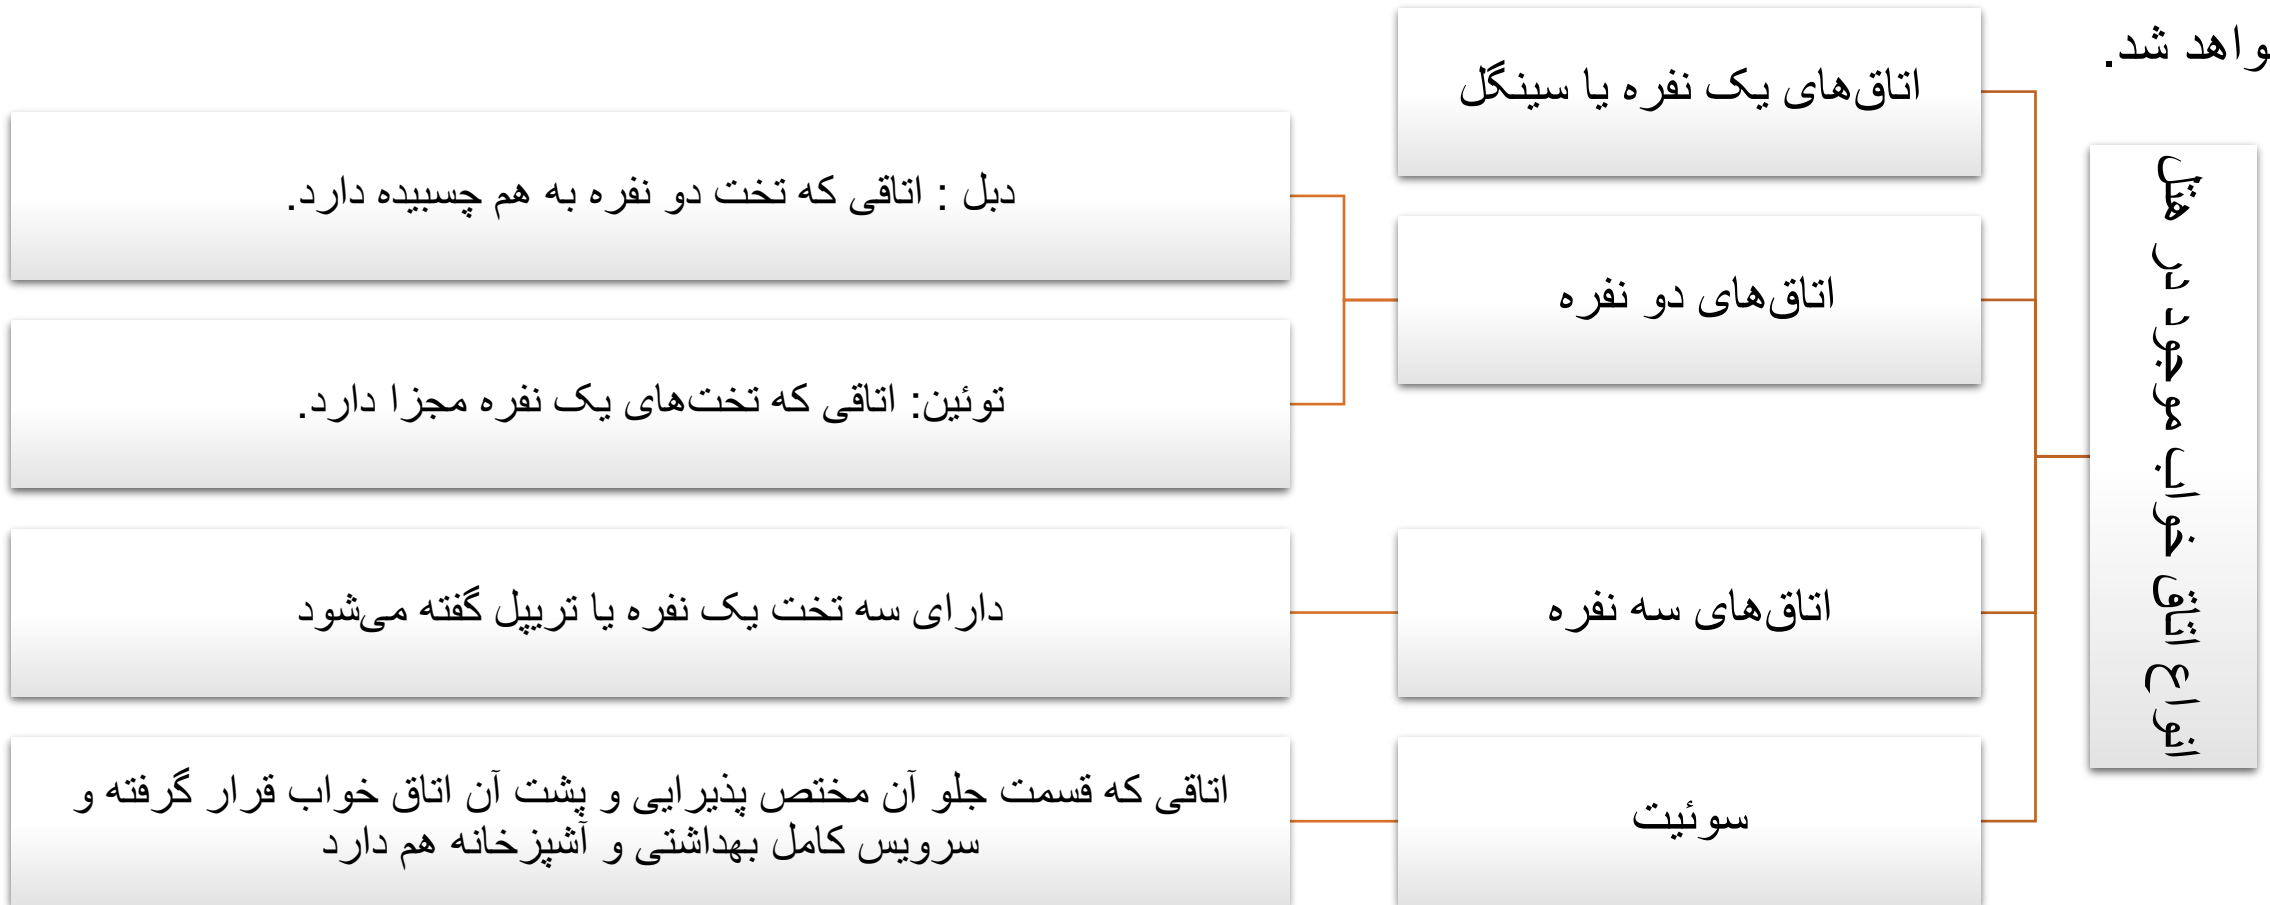 واهد شد.
انواع اتاق خواب موجود در هتل
اتاق‌های یک نفره یا سینگل
اتاق‌های دو نفره
دبل : اتاقی که تخت دو نفره به هم چسبیده دارد.
توئین: اتاقی که تخت‌های یک نفره مجزا دارد.
اتاق‌های سه نفره
دارای سه تخت یک نفره یا تریپل گفته می‌شود
سوئیت
اتاقی که قسمت جلو آن مختص پذیرایی و پشت آن اتاق خواب قرار گرفته و
سرویس کامل بهداشتی و آشپزخانه هم دارد